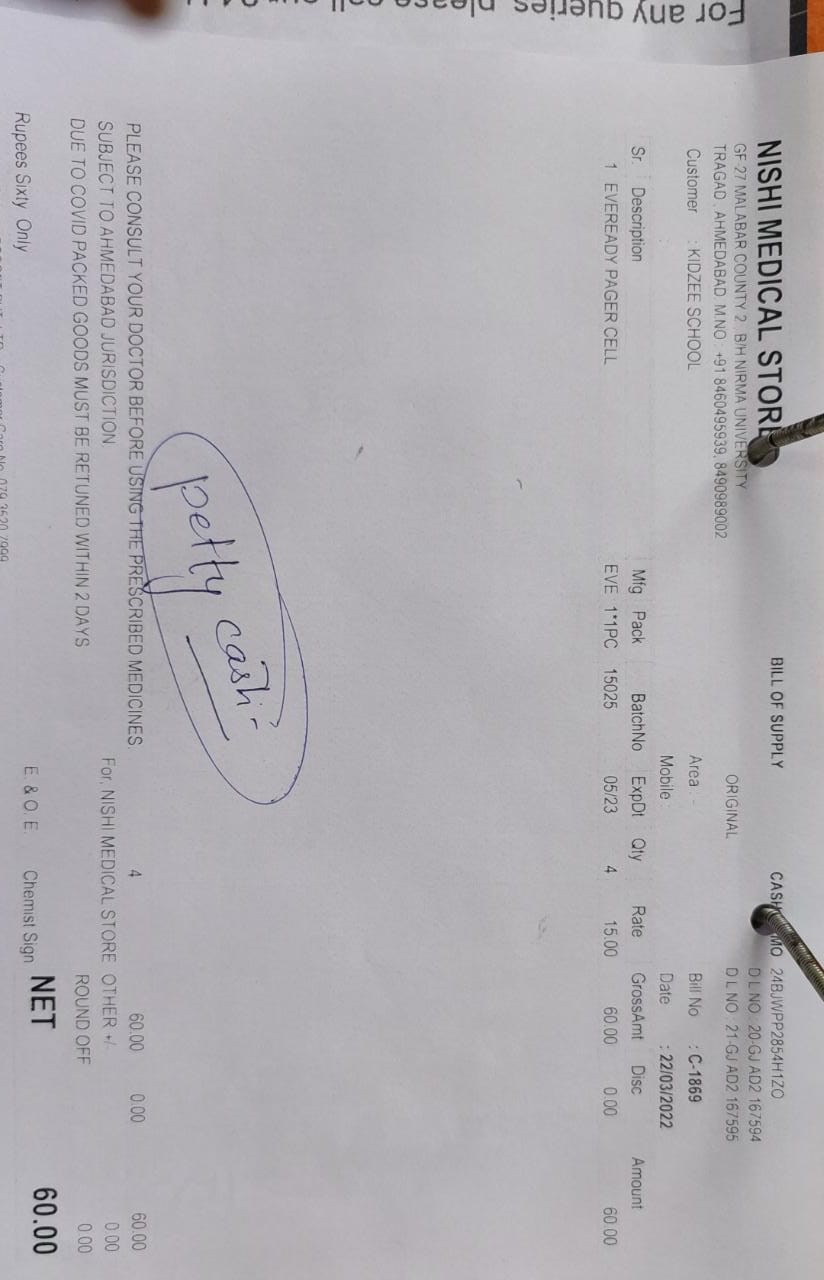 For any queries, please call our
NISHI MEDICAL STORE
BILL OF SUPPLY
CASH MO 24BJWPP2854H1ZO
GF-27 MALABAR COUNTY 2, B/H NIRMA UNIVERSITY
D L NO : 20-GJ AD2 167594
TRAGAD , AHMEDABAD M.NO : +91 8460495939, 8490989002
ORIGINAL
D L NO : 21-GJ AD2 167595
Customer : KIDZEE SCHOOL
Area : -
Bill No : C-1869
Mobile :
Date : 22/03/2022
Sr. Description Mfg Pack BatchNo ExpDt Qty Rate GrossAmt Disc Amount
1 EVEREADY PAGER CELL EVE 1*1PC 15025 05/23 4 15.00 60.00 0.00 60.00
petty cash
4 60.00 0.00 60.00
PLEASE CONSULT YOUR DOCTOR BEFORE USING THE PRESCRIBED MEDICINES.
SUBJECT TO AHMEDABAD JURISDICTION
For, NISHI MEDICAL STORE OTHER +/- 0.00
DUE TO COVID PACKED GOODS MUST BE RETUNED WITHIN 2 DAYS
ROUND OFF 0.00
Rupees Sixty Only
E. & O. E. Chemist Sign NET 60.00